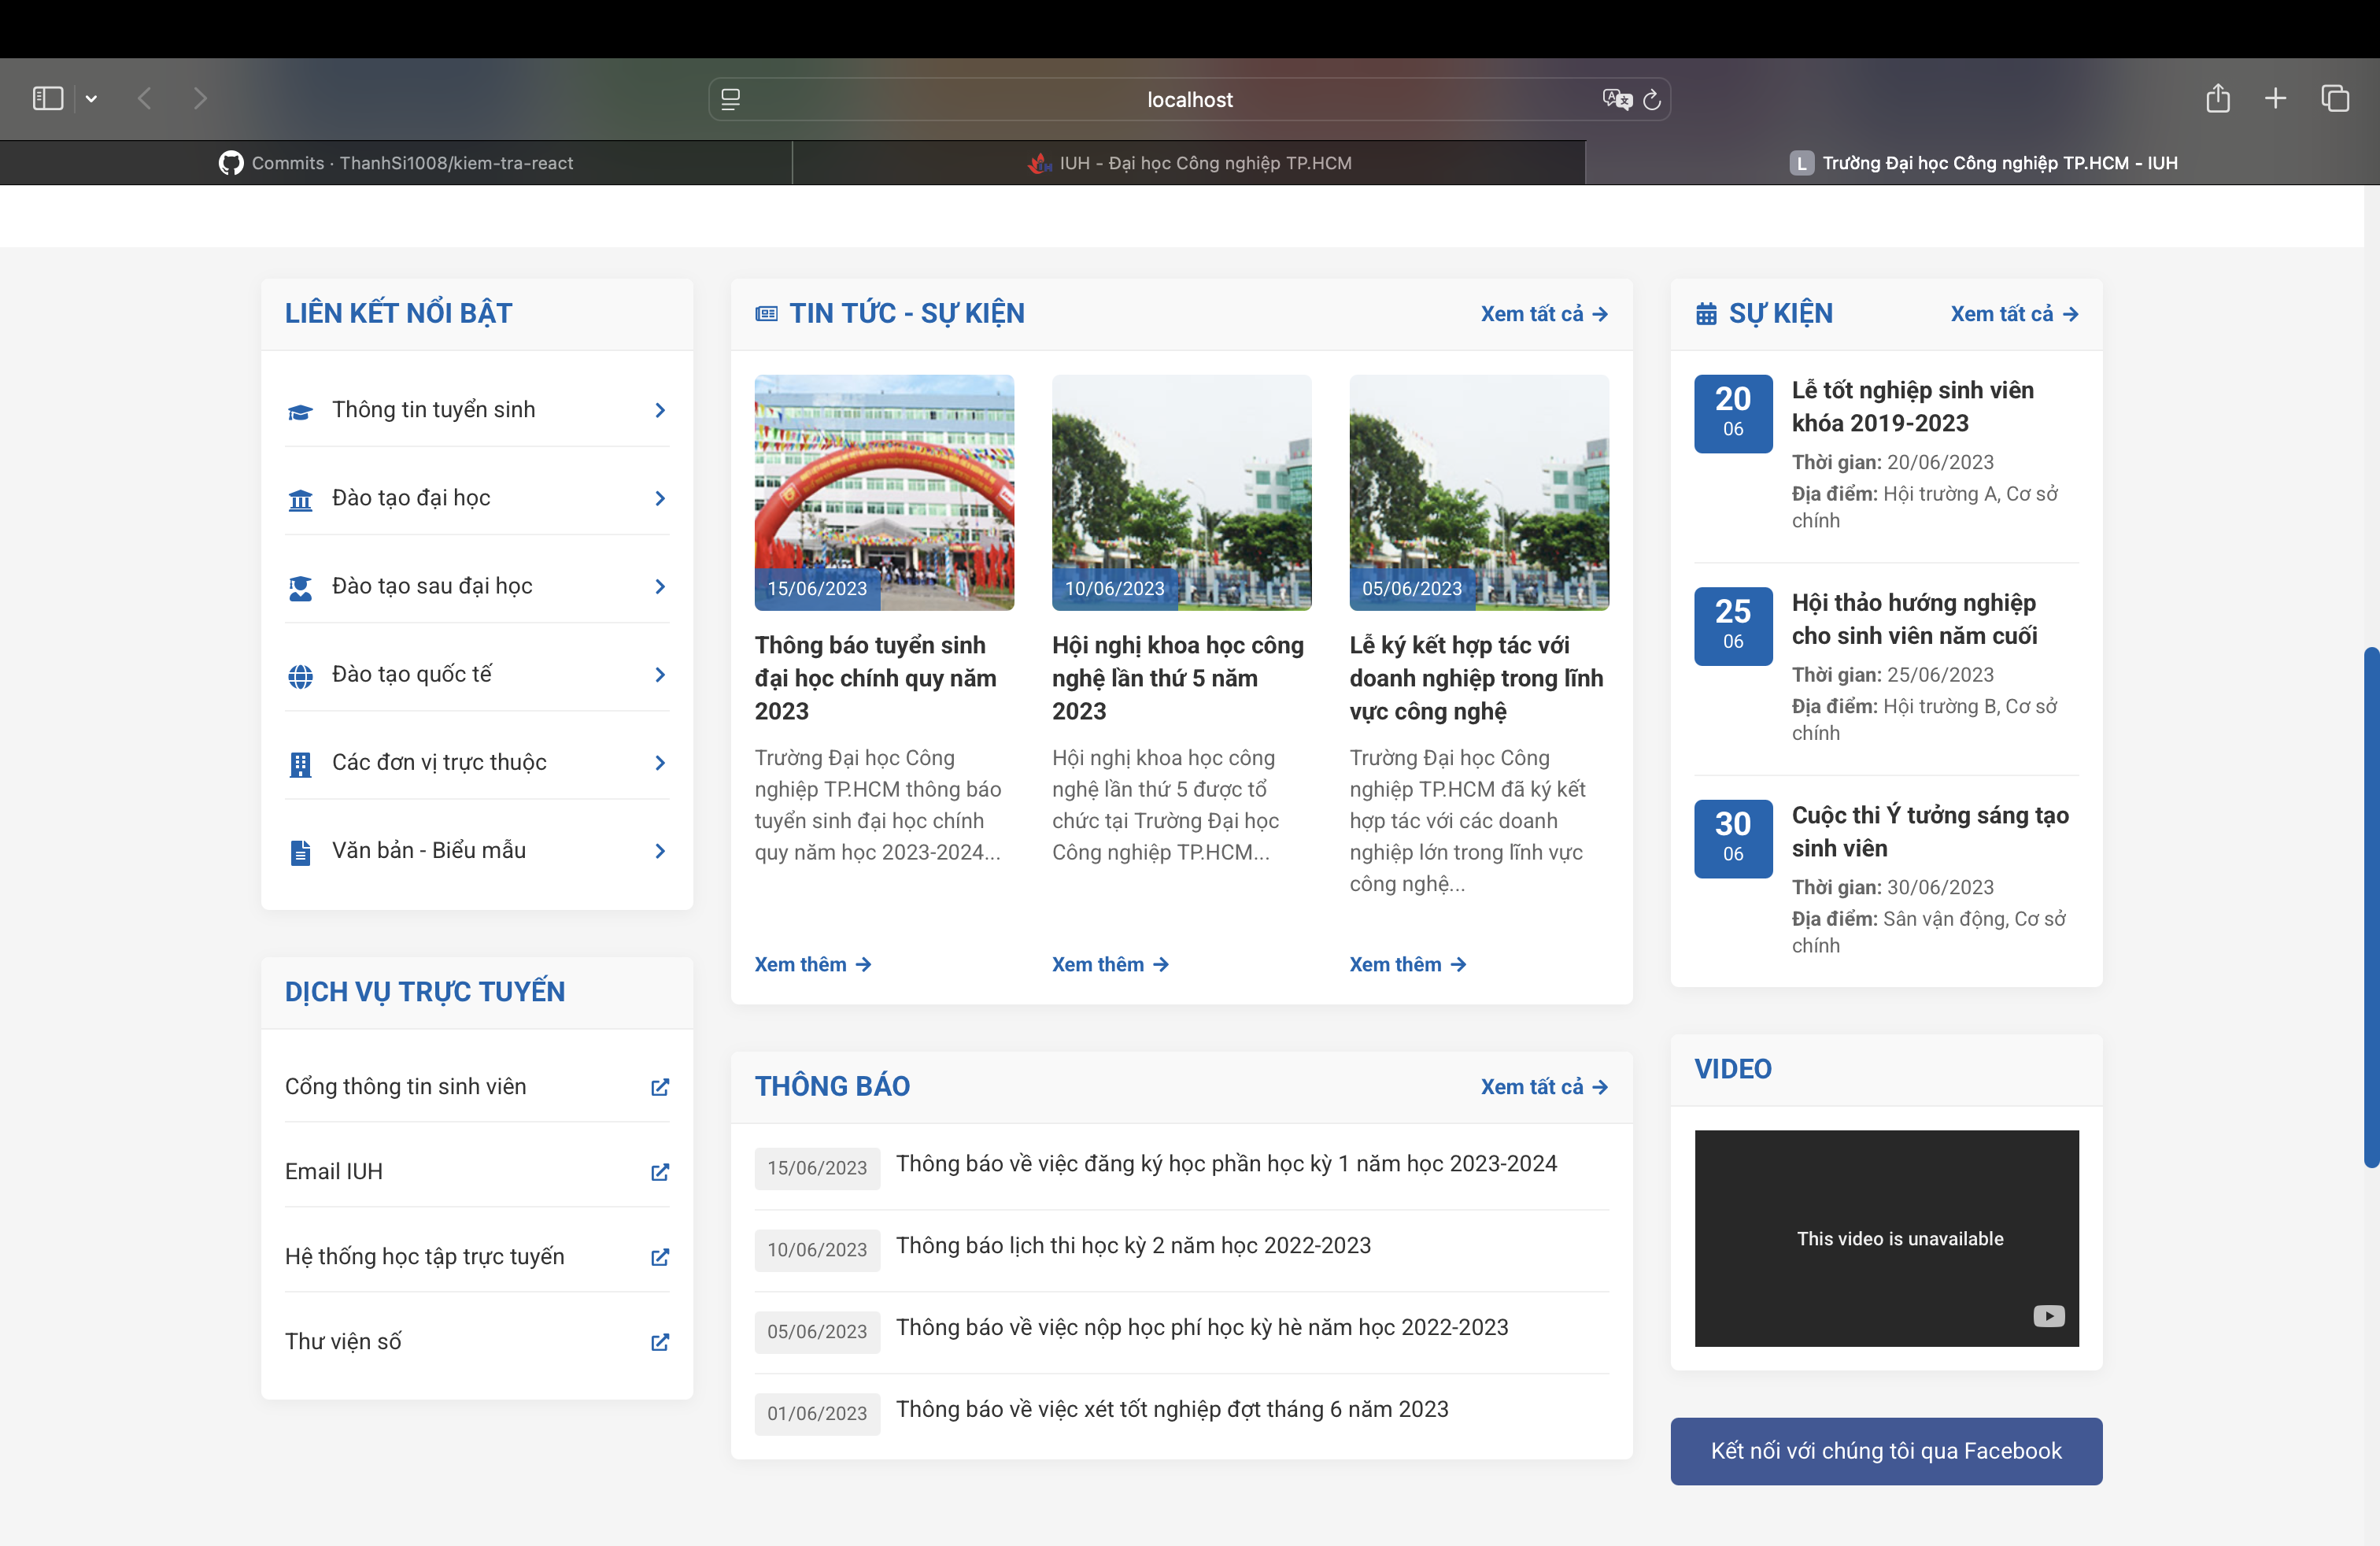 localhost
Commits · ThanhSi1008/kiem-tra-react
IUH - Đại học Công nghiệp TP.HCM
L
Trường Đại học Công nghiệp TP.HCM - IUH
LIÊN KẾT NỔI BẬT
Thông tin tuyển sinh
Đào tạo đại học
Đào tạo sau đại học
Đào tạo quốc tế
Các đơn vị trực thuộc
Văn bản - Biểu mẫu
DỊCH VỤ TRỰC TUYẾN
Cổng thông tin sinh viên
Email IUH
Hệ thống học tập trực tuyến
Thư viện số
TIN TỨC - SỰ KIỆN
Xem tất cả
15/06/2023
Thông báo tuyển sinh
đại học chính quy năm
2023
Trường Đại học Công
nghiệp TP.HCM thông báo
tuyển sinh đại học chính
quy năm học 2023-2024...
Xem thêm
10/06/2023
Hội nghị khoa học công
nghệ lần thứ 5 năm
2023
Hội nghị khoa học công
nghệ lần thứ 5 được tổ
chức tại Trường Đại học
Công nghiệp TP.HCM...
Xem thêm
05/06/2023
Lễ ký kết hợp tác với
doanh nghiệp trong lĩnh
vực công nghệ
Trường Đại học Công
nghiệp TP.HCM đã ký kết
hợp tác với các doanh
nghiệp lớn trong lĩnh vực
công nghệ...
Xem thêm
THÔNG BÁO
Xem tất cả
15/06/2023
Thông báo về việc đăng ký học phần học kỳ 1 năm học 2023-2024
10/06/2023
Thông báo lịch thi học kỳ 2 năm học 2022-2023
05/06/2023
Thông báo về việc nộp học phí học kỳ hè năm học 2022-2023
01/06/2023
Thông báo về việc xét tốt nghiệp đợt tháng 6 năm 2023
SỰ KIỆN
Xem tất cả
20
06
Lễ tốt nghiệp sinh viên
khóa 2019-2023
Thời gian: 20/06/2023
Địa điểm: Hội trường A, Cơ sở
chính
25
06
Hội thảo hướng nghiệp
cho sinh viên năm cuối
Thời gian: 25/06/2023
Địa điểm: Hội trường B, Cơ sở
chính
30
06
Cuộc thi Ý tưởng sáng tạo
sinh viên
Thời gian: 30/06/2023
Địa điểm: Sân vận động, Cơ sở
chính
VIDEO
This video is unavailable
Kết nối với chúng tôi qua Facebook